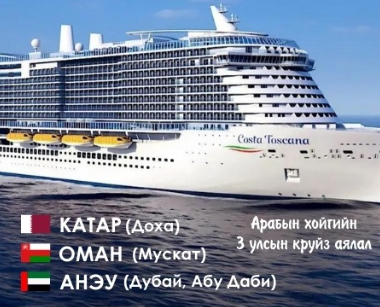 Costa Toscana
КАТАР (Доха)
ОМАН (Мускат)
АНЭУ (Дубай, Абу Даби)
Арабын хойгийн
3 улсын круйз аялал